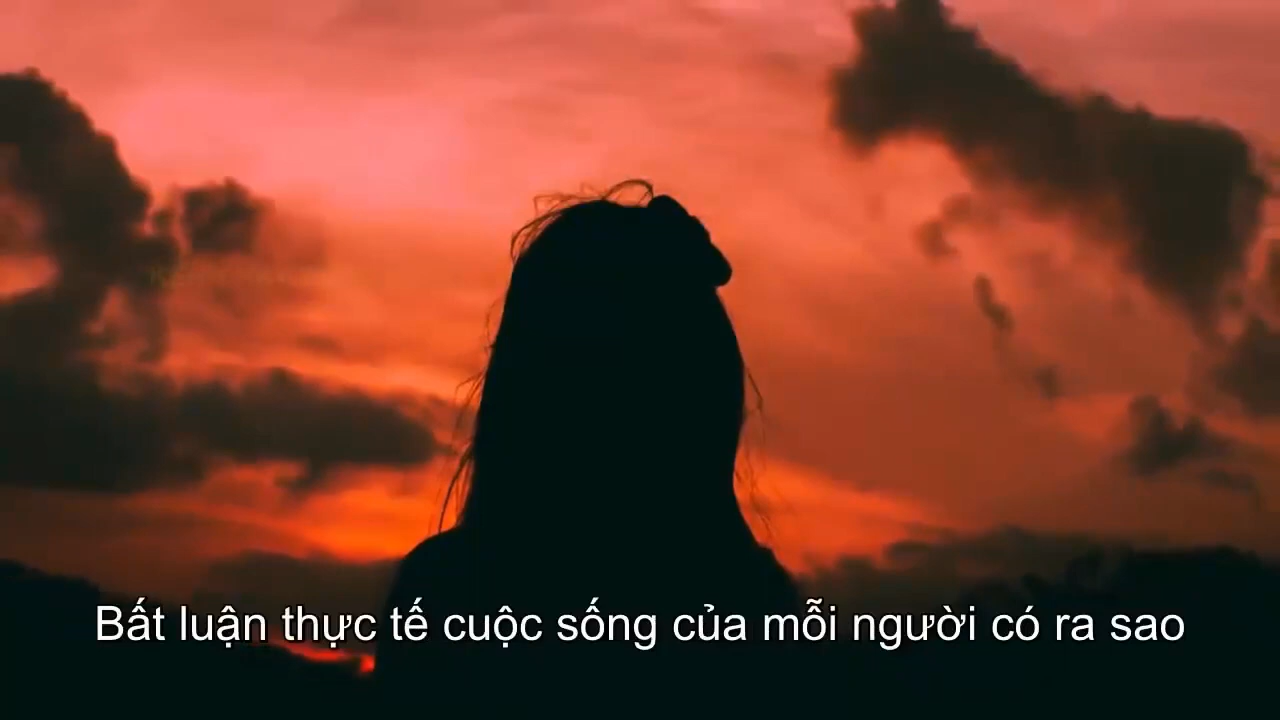 Bất luận thực tế cuộc sống của mỗi người có ra sao